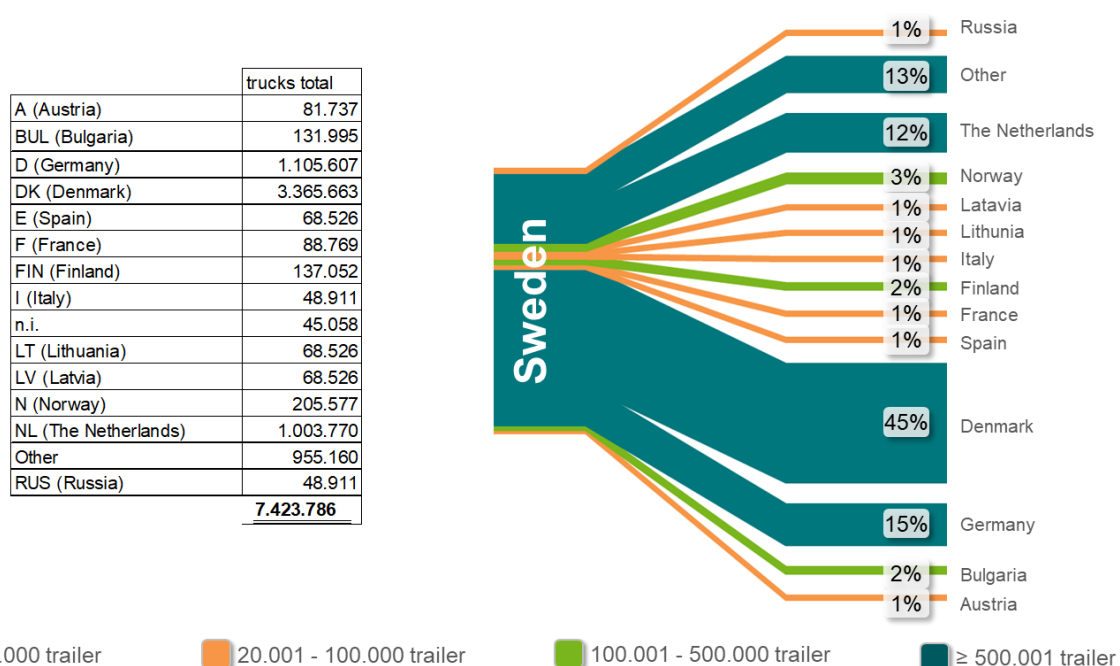 trucks total
A (Austria) 81.737
BUL (Bulgaria) 131.995
D (Germany) 1.105.607
DK (Denmark) 3.365.663
E (Spain) 68.526
F (France) 88.769
FIN (Finland) 137.052
I (Italy) 48.911
n.i. 45.058
LT (Lithuania) 68.526
LV (Latvia) 68.526
N (Norway) 205.577
NL (The Netherlands) 1.003.770
Other 955.160
RUS (Russia) 48.911
7.423.786
Sweden
1% Russia
13% Other
12% The Netherlands
3% Norway
1% Latavia
1% Lithunia
1% Italy
2% Finland
1% France
1% Spain
45% Denmark
15% Germany
2% Bulgaria
1% Austria
.000 trailer
20.001 - 100.000 trailer
100.001 - 500.000 trailer
≥ 500.001 trailer